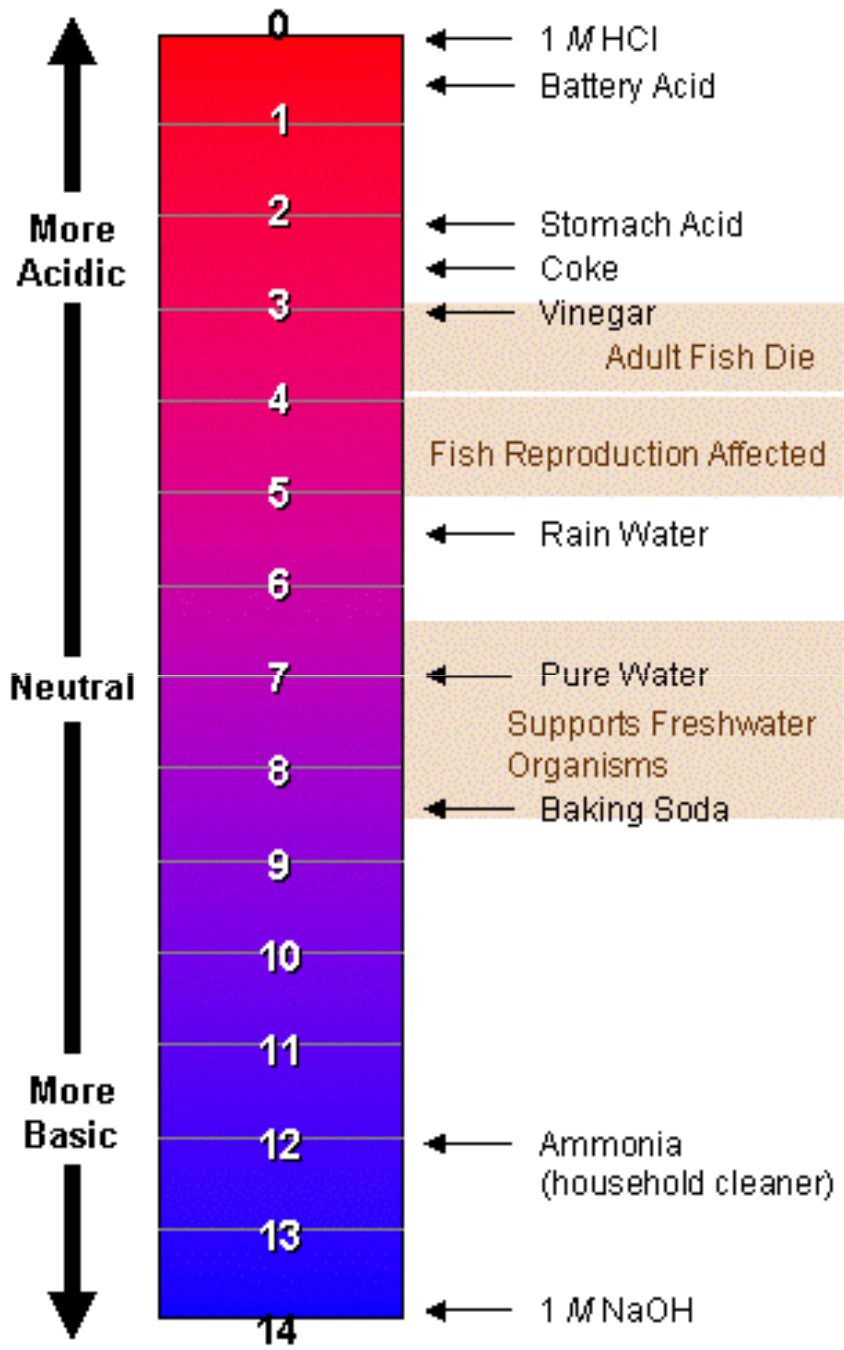 0
1
2
3
4
5
6
7
8
9
10
11
12
13
14
More
Acidic
Neutral
More
Basic
1 M HCl
Battery Acid
Stomach Acid
Coke
Vinegar
Adult Fish Die
Fish Reproduction Affected
Rain Water
Pure Water
Supports Freshwater
Organisms
Baking Soda
Ammonia
(household cleaner)
1 M NaOH